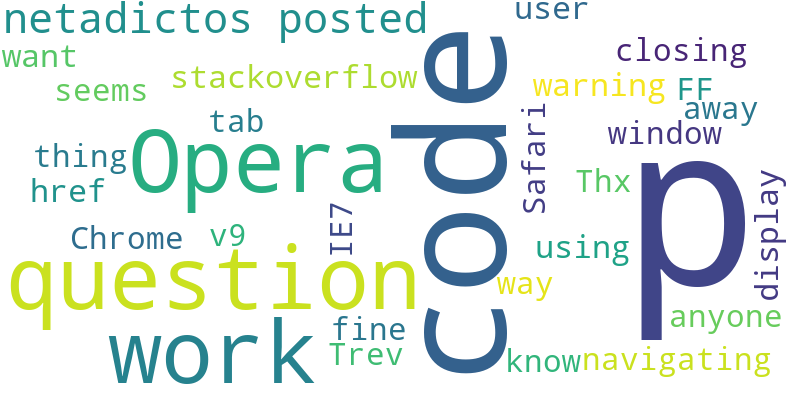 netadictos posted
user
want
closing
seems
stackoverflow
warning
FF
away
tab
code
Safari
window
thing
Opera
p
href
Thx
display
Chrome
v9
IE7
using
question
way
anyone
work
fine
Trev
know
navigating